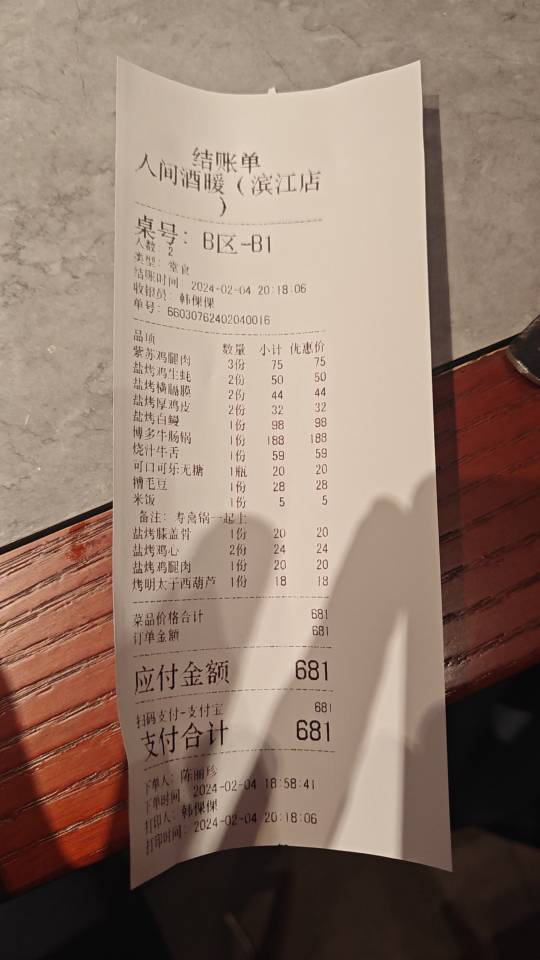 结账单
人间酒暖（滨江店
）
桌号：B区-B1
人数：2
类型：堂食
结账时间：2024-02-04 20:18:06
收银员：韩倮倮
单号：66030762402040016
品项 数量 小计 优惠价
紫苏鸡腿肉 3份 75 75
盐烤鸡生蚝 2份 50 50
盐烤横膈膜 2份 44 44
盐烤厚鸡皮 2份 32 32
盐烤白鳗 1份 98 98
博多牛肠锅 1份 188 188
烧汁牛舌 1份 59 59
可口可乐无糖 1瓶 20 20
搏毛豆 1份 28 28
米饭 1份 5 5
备注：寿喜锅一起上
盐烤膝盖骨 1份 20 20
盐烤鸡心 2份 24 24
盐烤鸡腿肉 1份 20 20
烤明太子西葫芦 1份 18 18
菜品价格合计 681
订单金额 681
应付金额 681
扫码支付-支付宝 681
支付合计 681
下单人：陈丽珍
下单时间：2024-02-04 18:58:41
打印人：韩倮倮
打印时间：2024-02-04 20:18:06